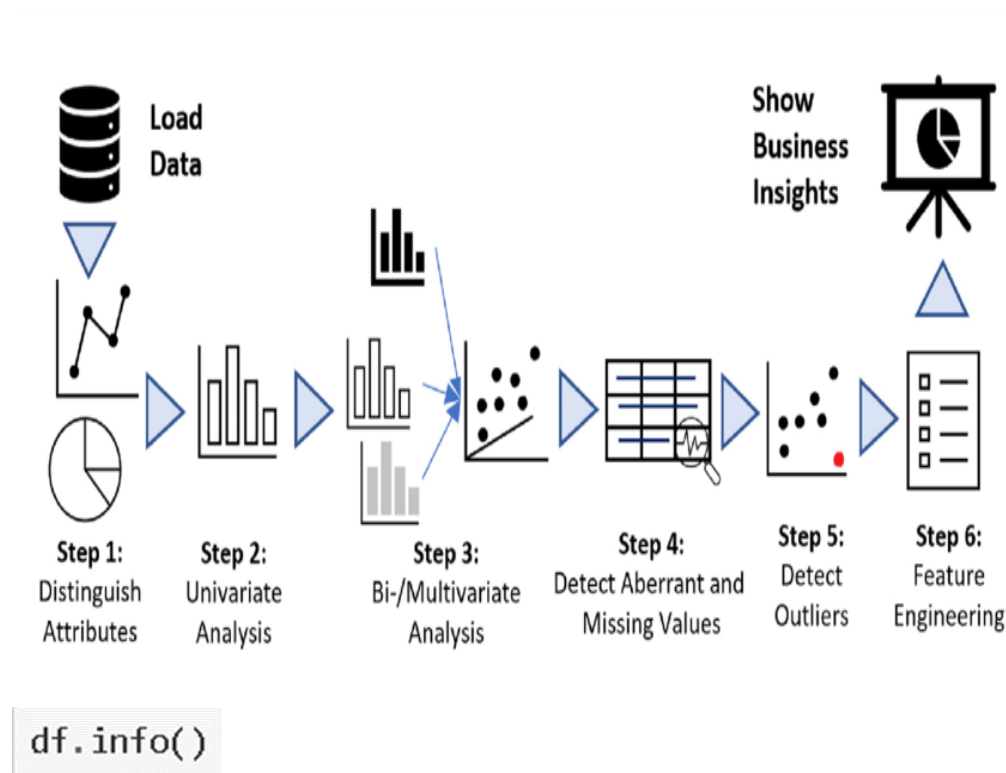 Load
Data
Show
Business
Insights
Step 1:
Distinguish
Attributes
Step 2:
Univariate
Analysis
Step 3:
Bi-/Multivariate
Analysis
Step 4:
Detect Aberrant and
Missing Values
Step 5:
Detect
Outliers
Step 6:
Feature
Engineering
df.info()